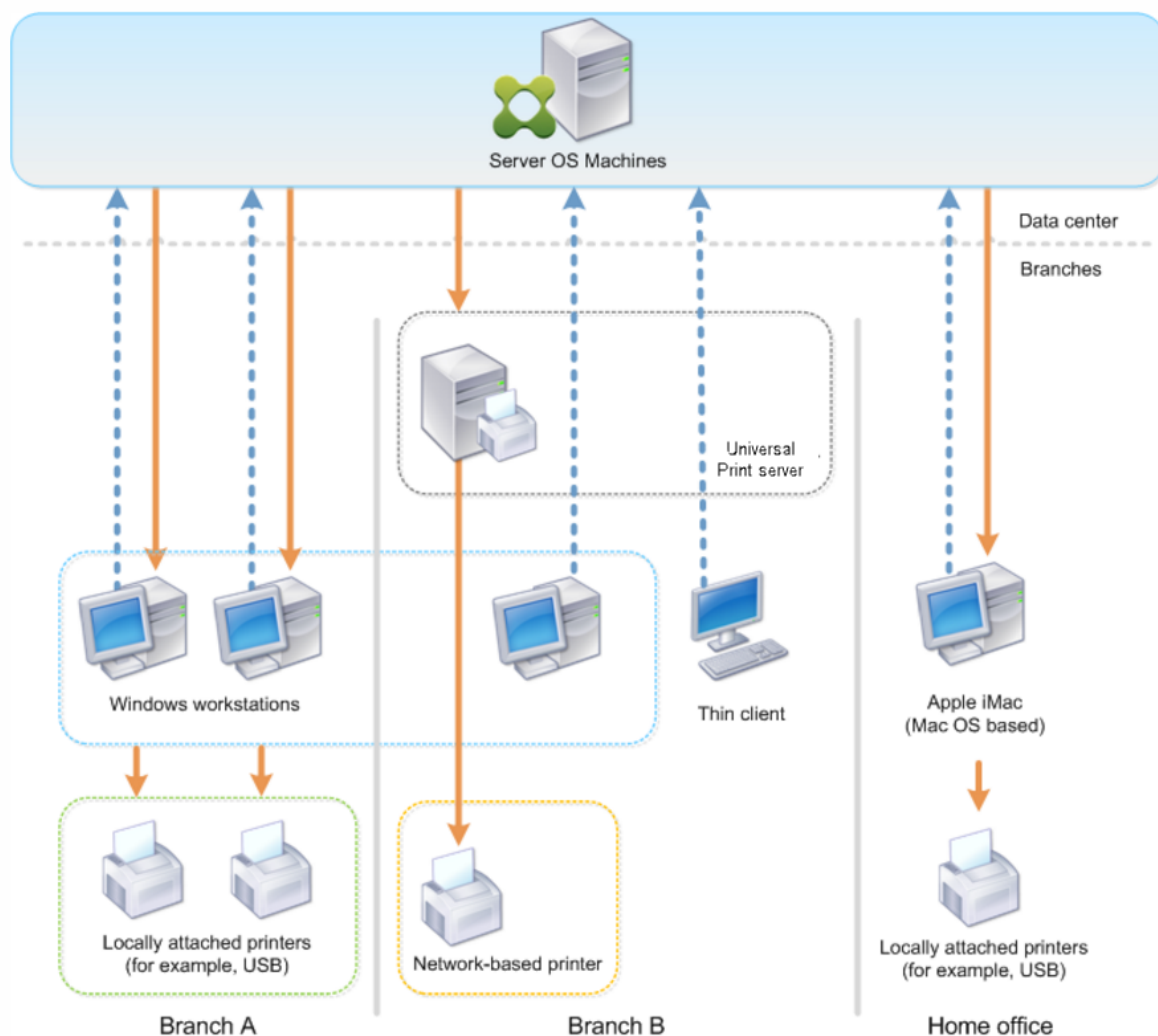 Server OS Machines
Data center
Branches
Universal
Print server
Windows workstations
Thin client
Apple iMac
(Mac OS based)
Locally attached printers
(for example, USB)
Network-based printer
Locally attached printers
(for example, USB)
Branch A
Branch B
Home office